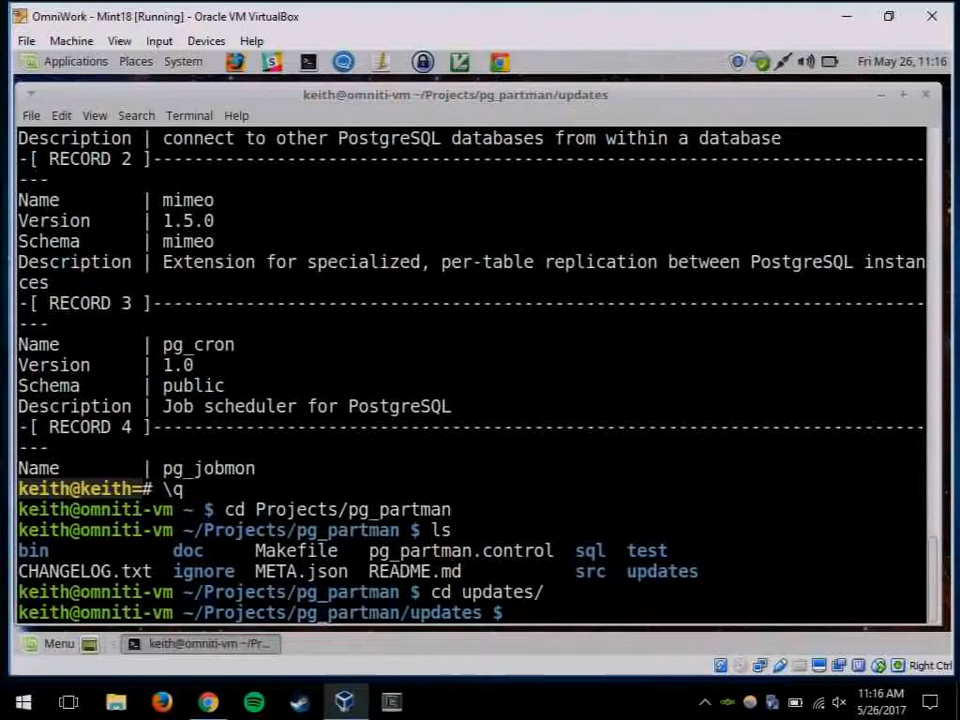 OmniWork - Mint18 [Running] - Oracle VM VirtualBox
File Machine View Input Devices Help
Applications Places System
Fri May 26, 11:16
keith@omniti-vm ~/Projects/pg_partman/updates
File Edit View Search Terminal Help
Description | connect to other PostgreSQL databases from within a database
-[ RECORD 2 ]---------------------------------------------------------------------------
---
Name        | mimeo
Version     | 1.5.0
Schema      | mimeo
Description | Extension for specialized, per-table replication between PostgreSQL instan
ces
-[ RECORD 3 ]---------------------------------------------------------------------------
---
Name        | pg_cron
Version     | 1.0
Schema      | public
Description | Job scheduler for PostgreSQL
-[ RECORD 4 ]---------------------------------------------------------------------------
---
Name        | pg_jobmon
keith@keith=# \q
keith@omniti-vm ~ $ cd Projects/pg_partman
keith@omniti-vm ~/Projects/pg_partman $ ls
bin            doc     Makefile   pg_partman.control  sql  test
CHANGELOG.txt  ignore  META.json  README.md           src  updates
keith@omniti-vm ~/Projects/pg_partman $ cd updates/
keith@omniti-vm ~/Projects/pg_partman/updates $
Menu
keith@omniti-vm ~/Pr...
Right Ctrl
11:16 AM
5/26/2017